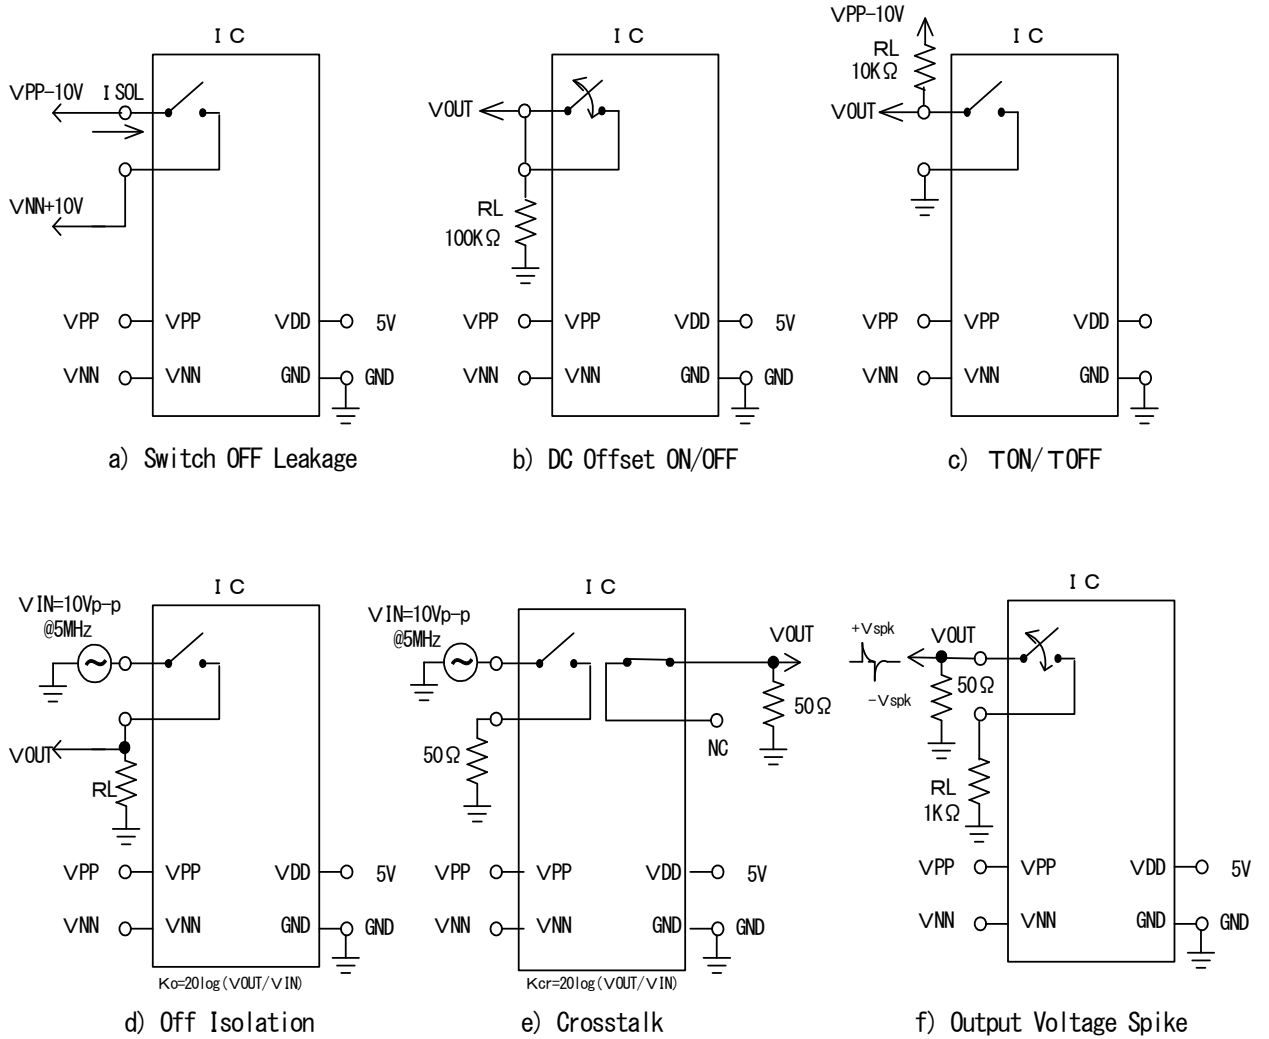 IC
VPP-10V
ISOL
VNN+10V
VPP
VPP
VDD
5V
VNN
VNN
GND
GND
a) Switch OFF Leakage
IC
VOUT
RL
100KΩ
VPP
VPP
VDD
5V
VNN
VNN
GND
GND
b) DC Offset ON/OFF
VPP-10V
IC
RL
10KΩ
VOUT
VPP
VPP
VDD
VNN
VNN
GND
c) TON/TOFF
IC
VIN=10Vp-p
@5MHz
VOUT
RL
VPP
VPP
VDD
5V
VNN
VNN
GND
GND
Ko=20log(VOUT/VIN)
d) Off Isolation
IC
VIN=10Vp-p
@5MHz
VOUT
50Ω
50Ω
NC
VPP
VPP
VDD
5V
VNN
VNN
GND
GND
Kcr=20log(VOUT/VIN)
e) Crosstalk
IC
+Vspk
VOUT
-Vspk
50Ω
RL
1KΩ
VPP
VPP
VDD
5V
VNN
VNN
GND
GND
f) Output Voltage Spike